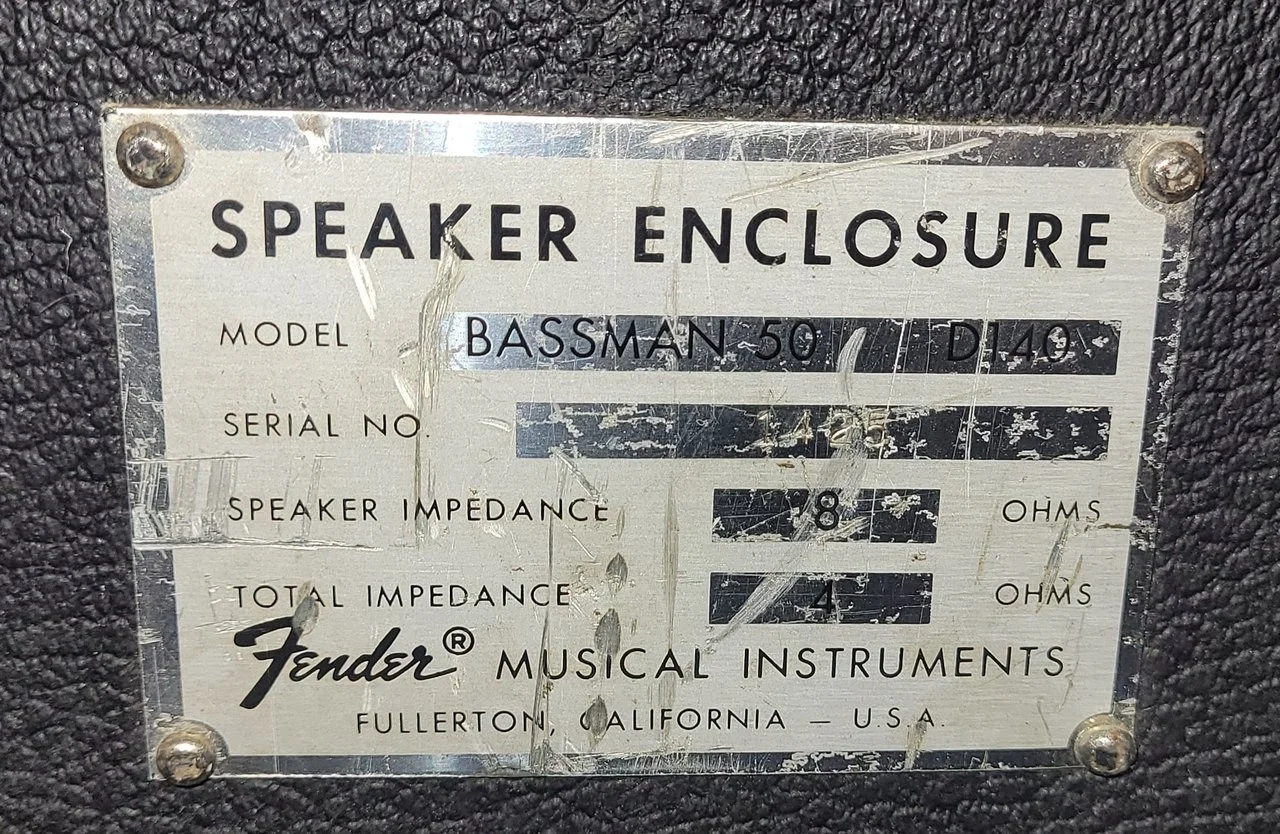 SPEAKER ENCLOSURE
MODEL BASSMAN 50 D140
SERIAL NO.
SPEAKER IMPEDANCE 8 OHMS
TOTAL IMPEDANCE 4 OHMS
Fender® MUSICAL INSTRUMENTS
FULLERTON, CALIFORNIA – U.S.A.